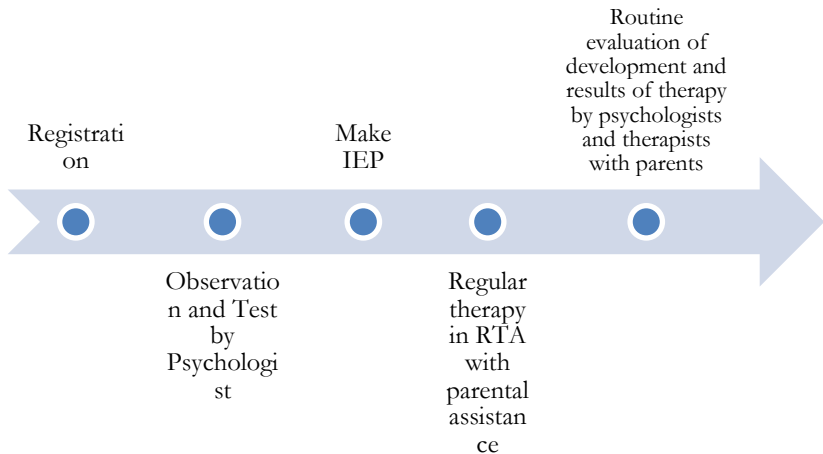 Registrati
on
Observatio
n and Test
by
Psychologi
st
Make
IEP
Regular
therapy
in RTA
with
parental
assistan
ce
Routine
evaluation of
development and
results of therapy
by psychologists
and therapists
with parents